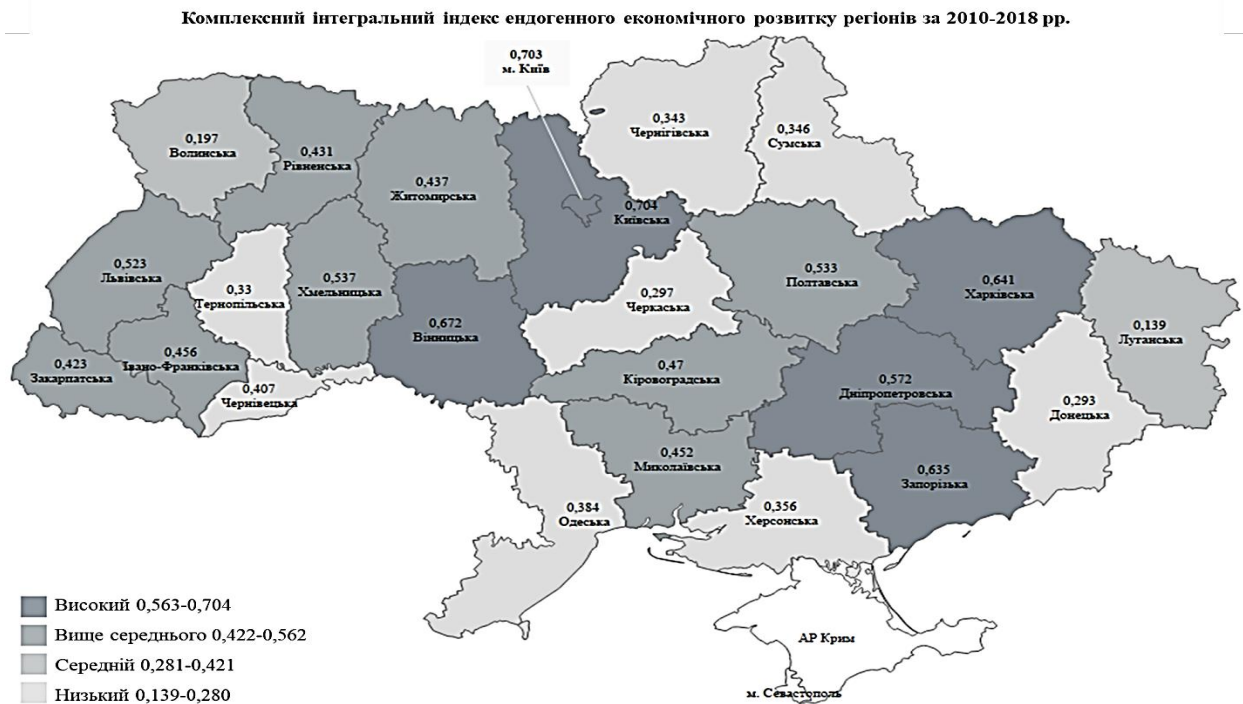 Комплексний інтегральний індекс ендогенного економічного розвитку регіонів за 2010-2018 рр.
0,703
м. Київ
0,343
Чернігівська
0,346
Сумська
0,197
Волинська
0,431
Рівненська
0,437
Житомирська
0,704
Київська
0,523
Львівська
0,33
Тернопільська
0,537
Хмельницька
0,297
Черкаська
0,533
Полтавська
0,641
Харківська
0,139
Луганська
0,672
Вінницька
0,423
Закарпатська
0,456
Івано-Франківська
0,407
Чернівецька
0,47
Кіровоградська
0,572
Дніпропетровська
0,293
Донецька
0,452
Миколаївська
0,635
Запорізька
0,384
Одеська
0,356
Херсонська
АР Крим
м. Севастополь
Високий 0,563-0,704
Вище середнього 0,422-0,562
Середній 0,281-0,421
Низький 0,139-0,280